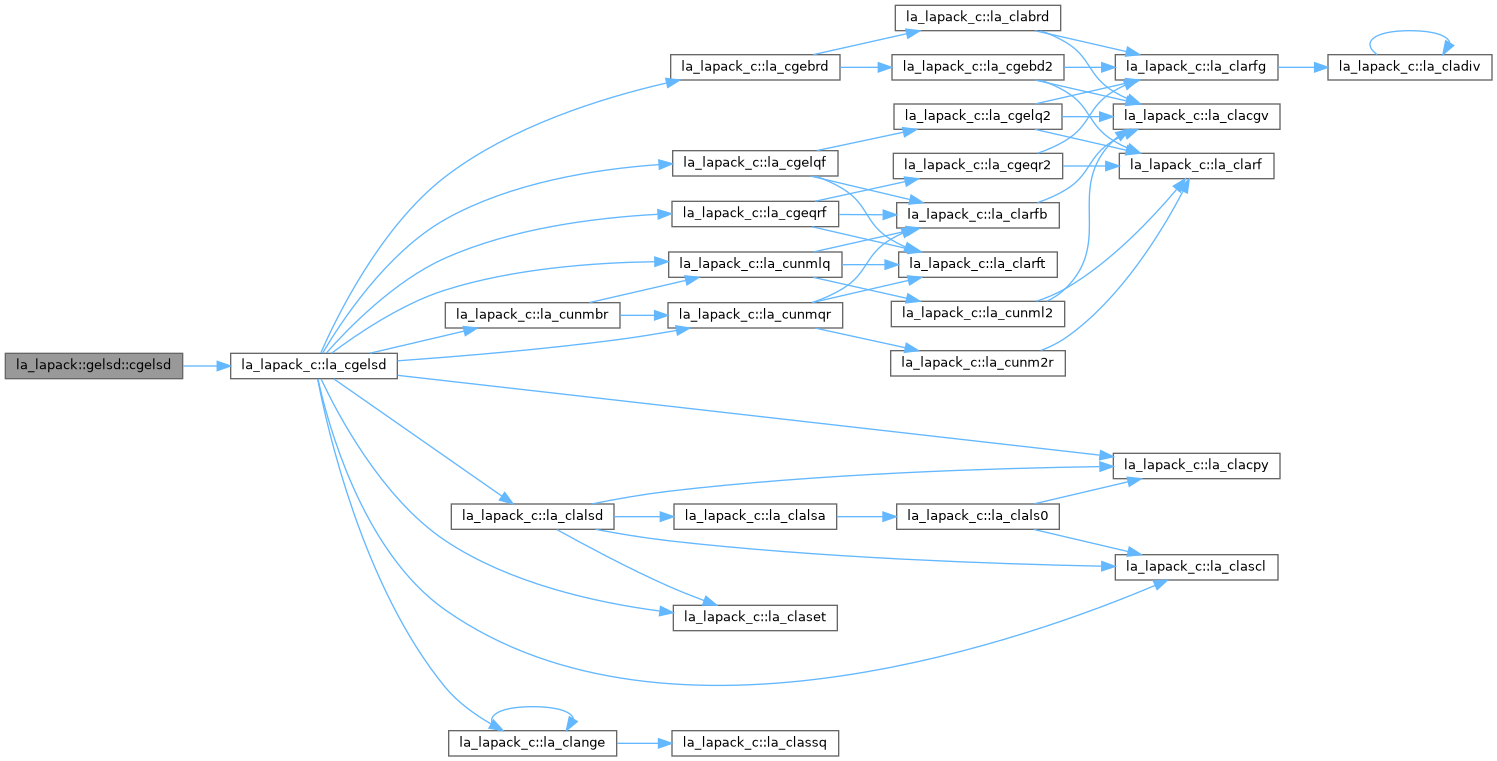 la_lapack_c::la_clabrd
la_lapack_c::la_cgebrd
la_lapack_c::la_cgebd2
la_lapack_c::la_clarfg
la_lapack_c::la_cladiv
la_lapack_c::la_cgelq2
la_lapack_c::la_clacgv
la_lapack_c::la_cgelqf
la_lapack_c::la_cgeqr2
la_lapack_c::la_clarf
la_lapack_c::la_cgeqrf
la_lapack_c::la_clarfb
la_lapack_c::la_cunmlq
la_lapack_c::la_clarft
la_lapack_c::la_cunmbr
la_lapack_c::la_cunmqr
la_lapack_c::la_cunml2
la_lapack::gelsd::cgelsd
la_lapack_c::la_cgelsd
la_lapack_c::la_cunm2r
la_lapack_c::la_clacpy
la_lapack_c::la_clalsd
la_lapack_c::la_clalsa
la_lapack_c::la_clals0
la_lapack_c::la_clascl
la_lapack_c::la_claset
la_lapack_c::la_clange
la_lapack_c::la_classq